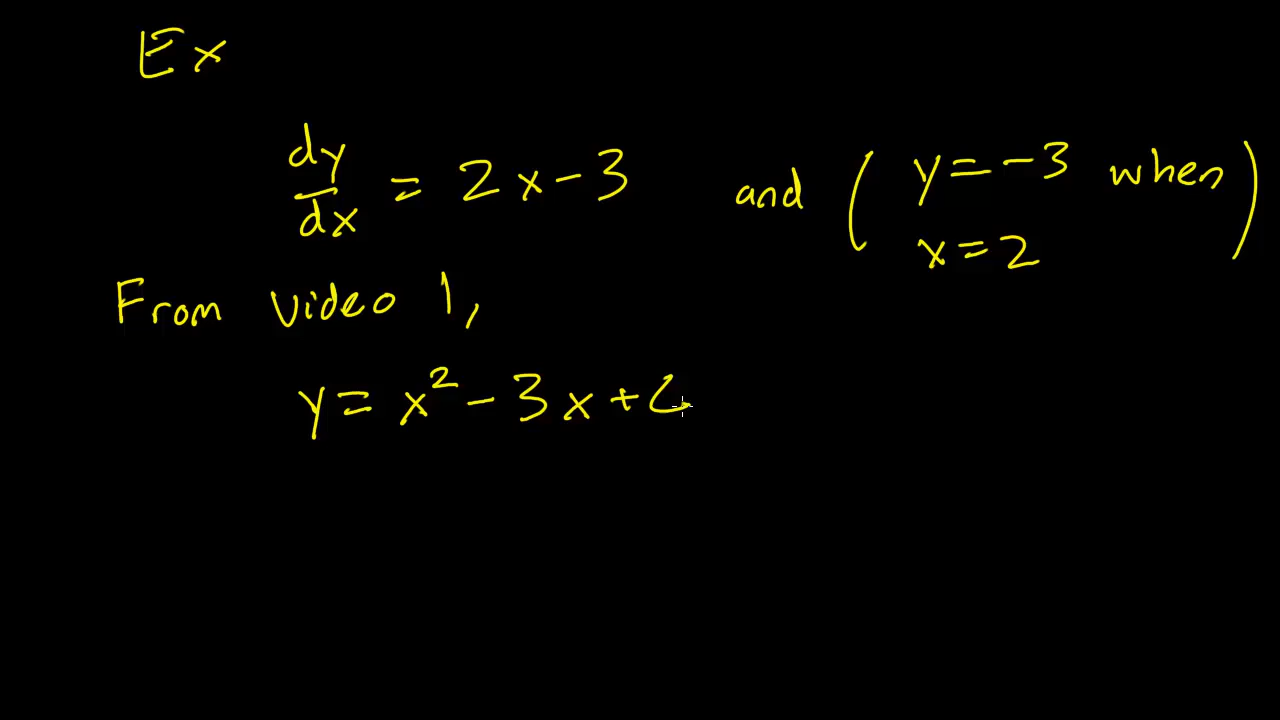 Ex
dy/dx = 2x - 3 and ( y = -3 when
x = 2 )
From video 1,
y = x² - 3x + C